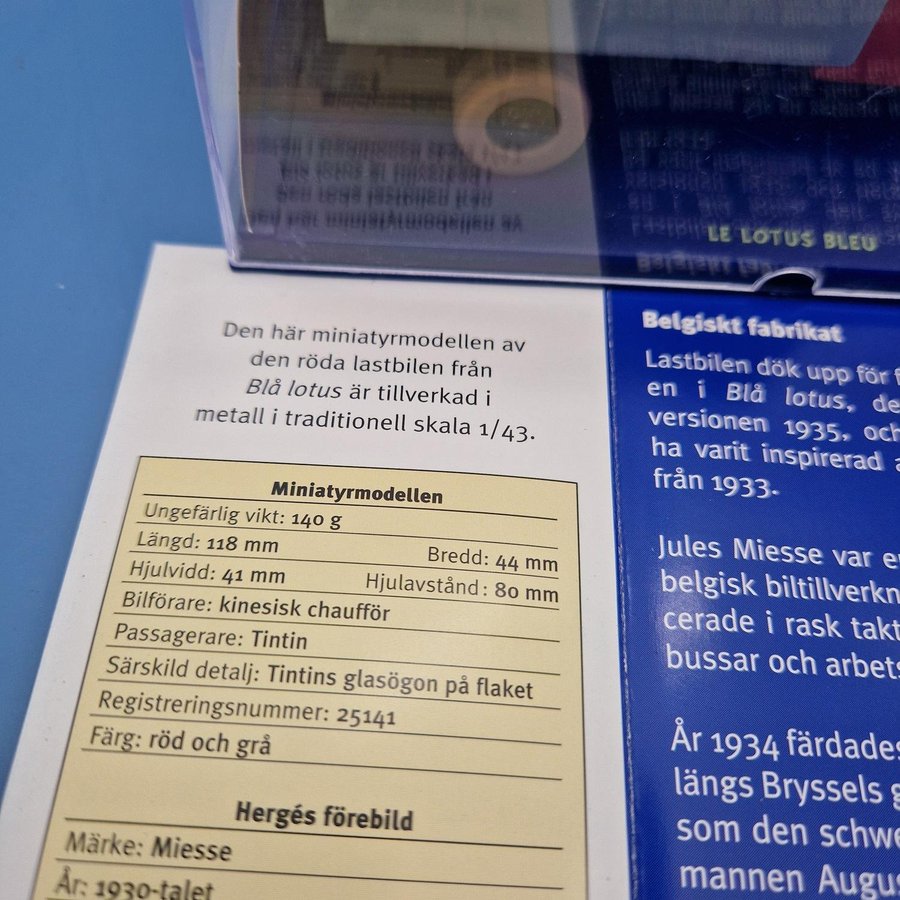 LE LOTUS BLEU
Den här miniatyrmodellen av
den röda lastbilen från
Blå lotus är tillverkad i
metall i traditionell skala 1/43.
Miniatyrmodellen
Ungefärlig vikt: 140 g
Längd: 118 mm Bredd: 44 mm
Hjulvidd: 41 mm Hjulavstånd: 80 mm
Bilförare: kinesisk chaufför
Passagerare: Tintin
Särskild detalj: Tintins glasögon på flaket
Registreringsnummer: 25141
Färg: röd och grå
Hergés förebild
Märke: Miesse
År: 1930-talet
Belgiskt fabrikat
Lastbilen dök upp för
en i Blå lotus, de
versionen 1935, och
ha varit inspirerad
från 1933.
Jules Miesse var
belgisk biltillverkn
cerade i rask takt
bussar och arbets
År 1934 färdades
längs Bryssels g
som den schwe
mannen Augus